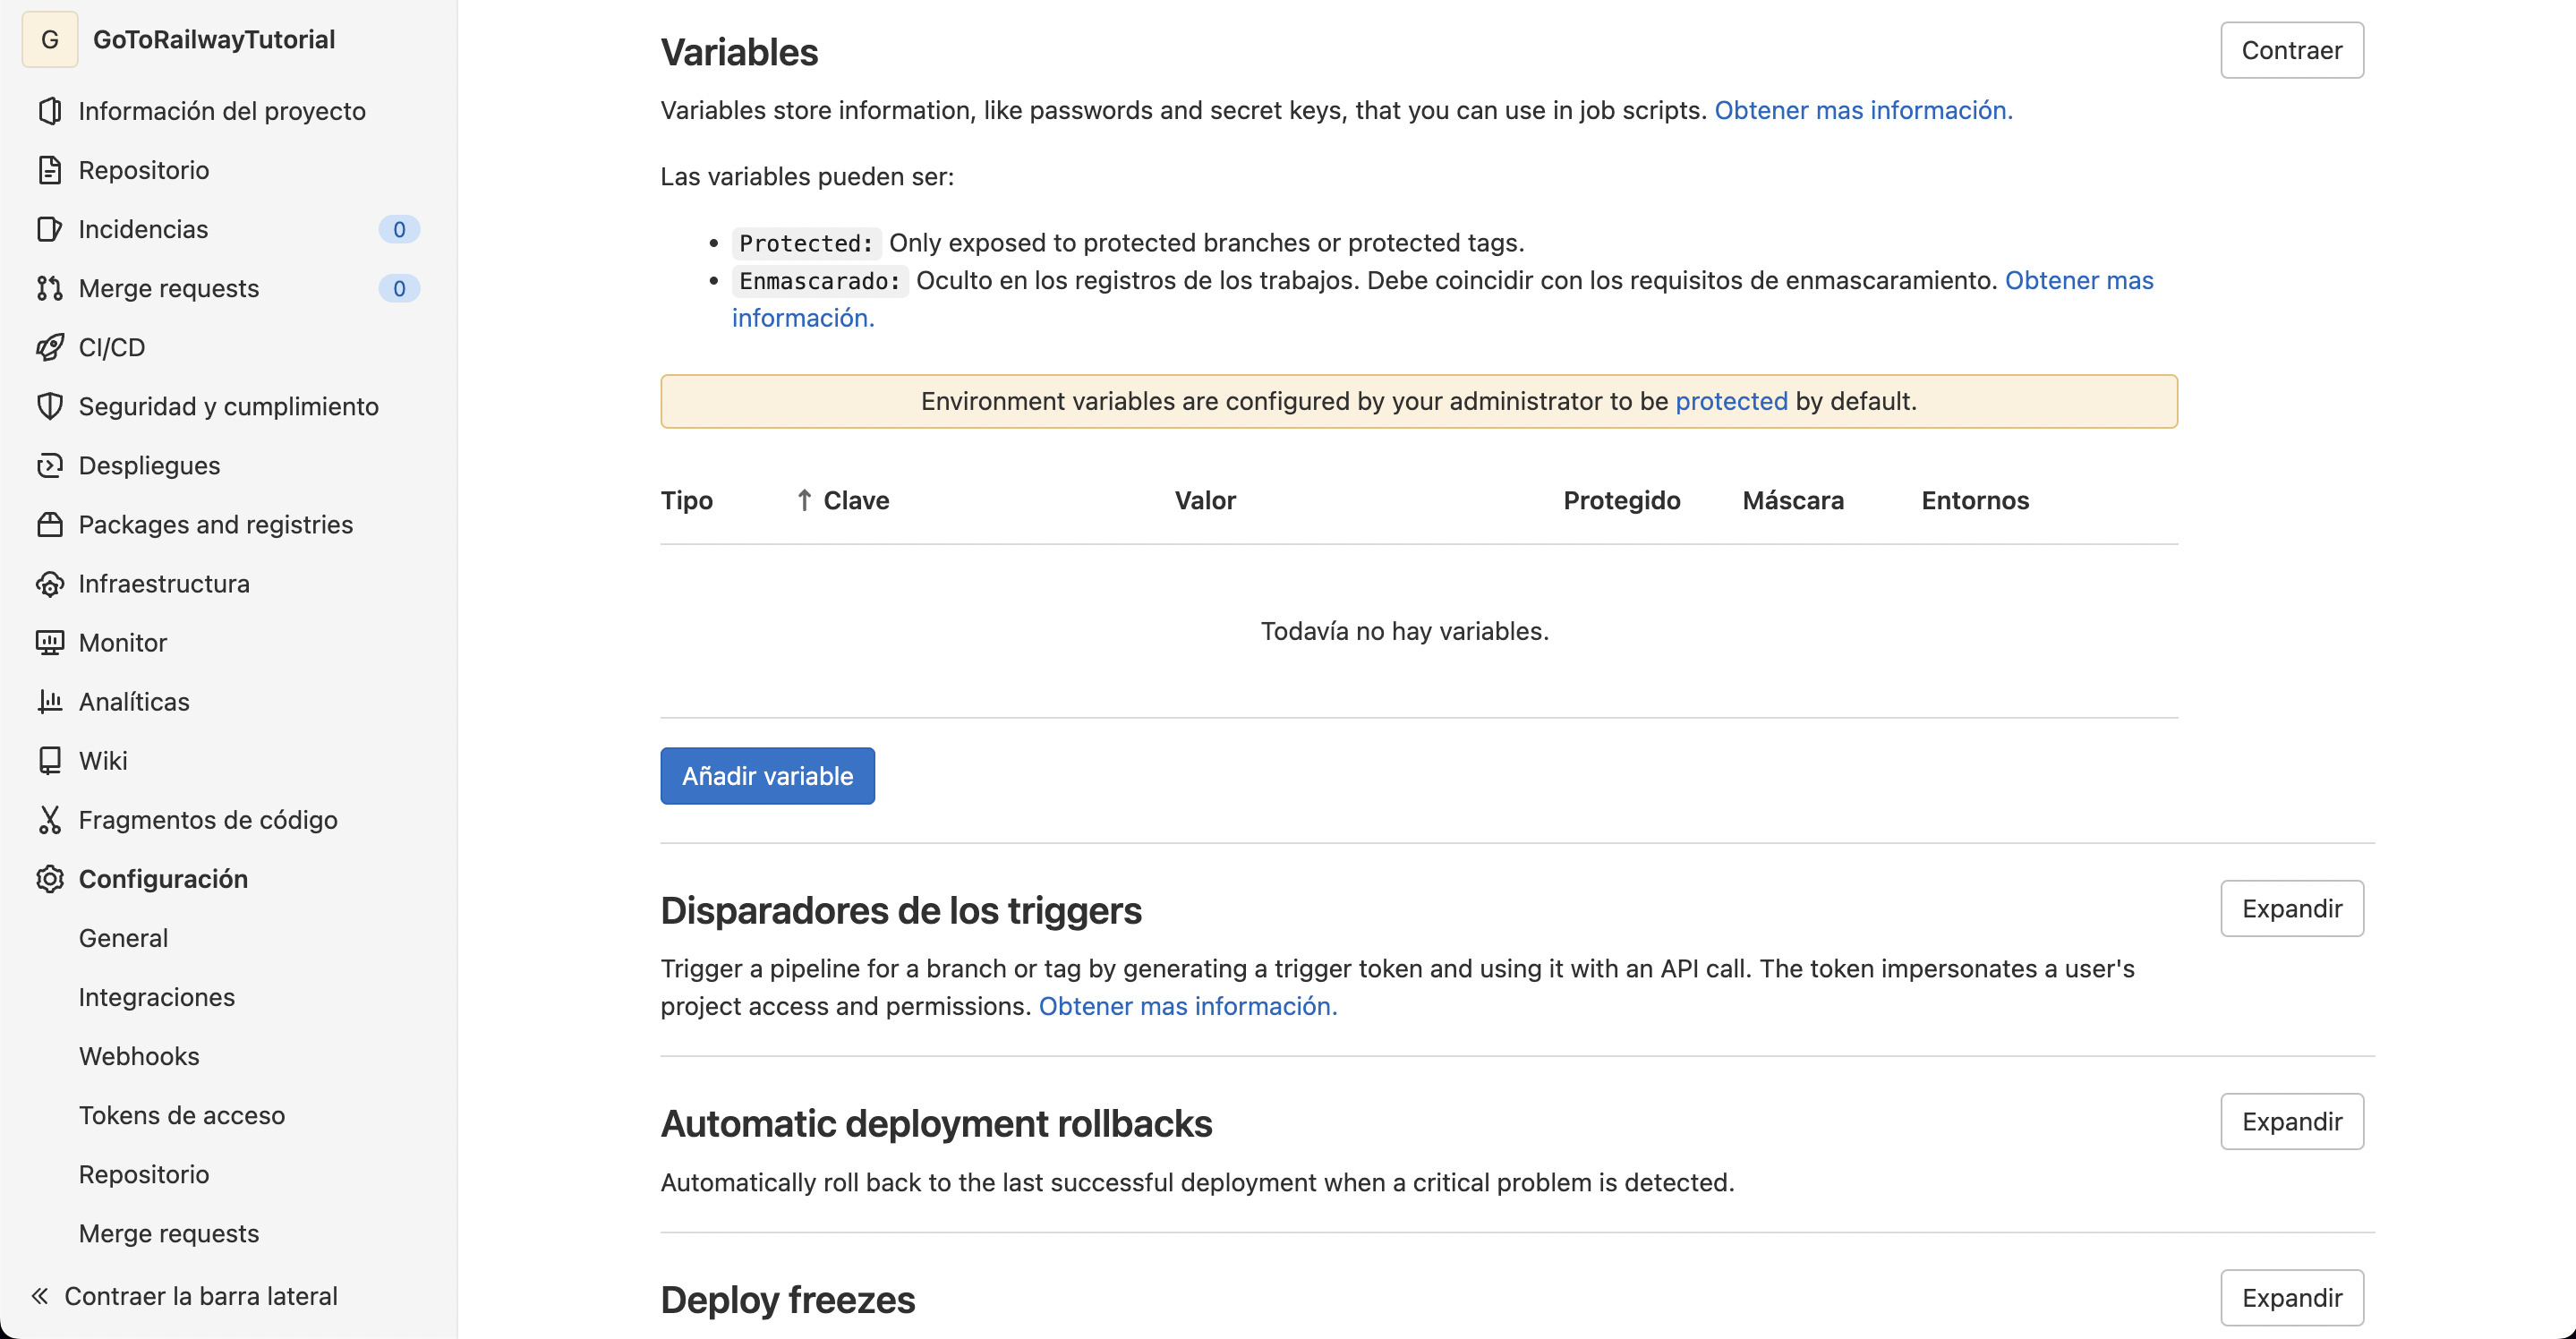 G GoToRailwayTutorial
Información del proyecto
Repositorio
Incidencias 0
Merge requests 0
CI/CD
Seguridad y cumplimiento
Despliegues
Packages and registries
Infraestructura
Monitor
Analíticas
Wiki
Fragmentos de código
Configuración
General
Integraciones
Webhooks
Tokens de acceso
Repositorio
Merge requests
Contraer la barra lateral
Variables
Contraer
Variables store information, like passwords and secret keys, that you can use in job scripts. Obtener mas información.
Las variables pueden ser:
• Protected: Only exposed to protected branches or protected tags.
• Enmascarado: Oculto en los registros de los trabajos. Debe coincidir con los requisitos de enmascaramiento. Obtener mas
información.
Environment variables are configured by your administrator to be protected by default.
Tipo ↑ Clave Valor Protegido Máscara Entornos
Todavía no hay variables.
Añadir variable
Disparadores de los triggers
Expandir
Trigger a pipeline for a branch or tag by generating a trigger token and using it with an API call. The token impersonates a user's
project access and permissions. Obtener mas información.
Automatic deployment rollbacks
Expandir
Automatically roll back to the last successful deployment when a critical problem is detected.
Deploy freezes
Expandir